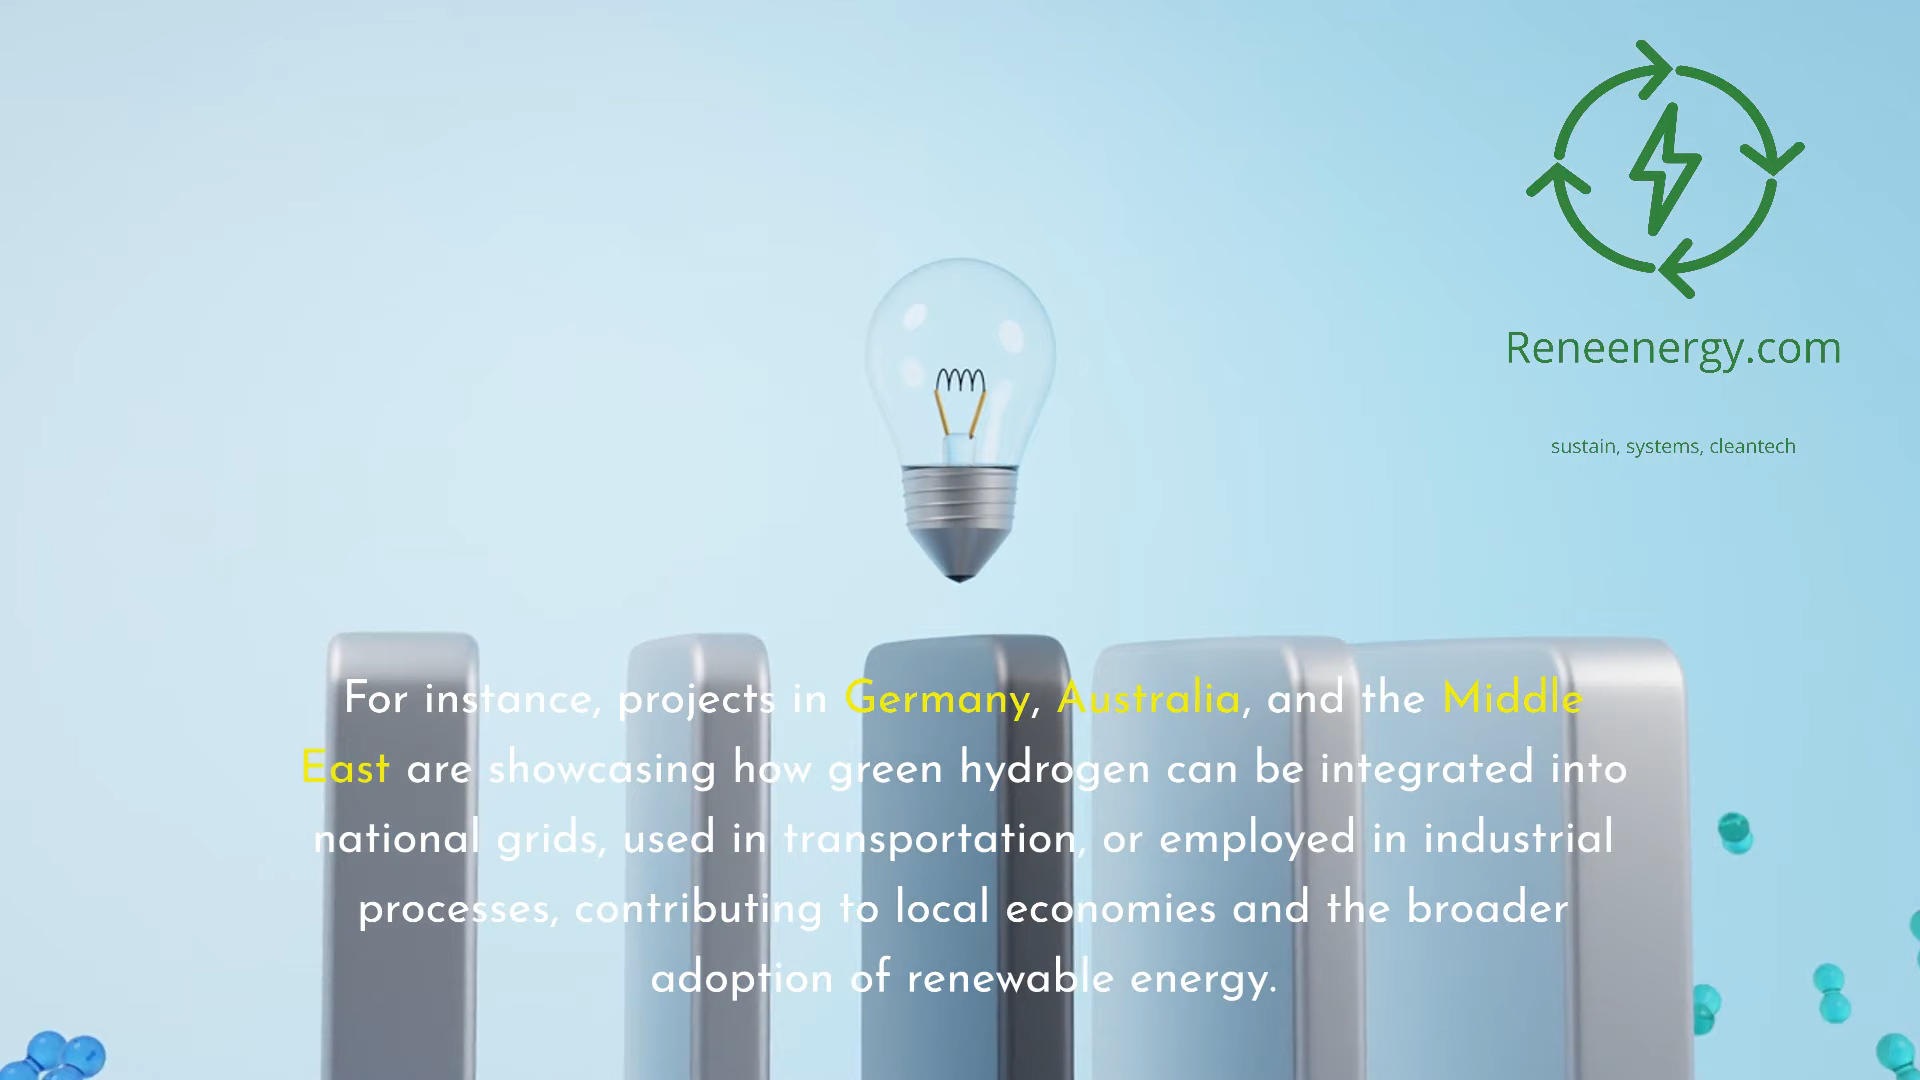 Reneenergy.com
sustain, systems, cleantech
For instance, projects in Germany, Australia, and the Middle
East are showcasing how green hydrogen can be integrated into
national grids, used in transportation, or employed in industrial
processes, contributing to local economies and the broader
adoption of renewable energy.